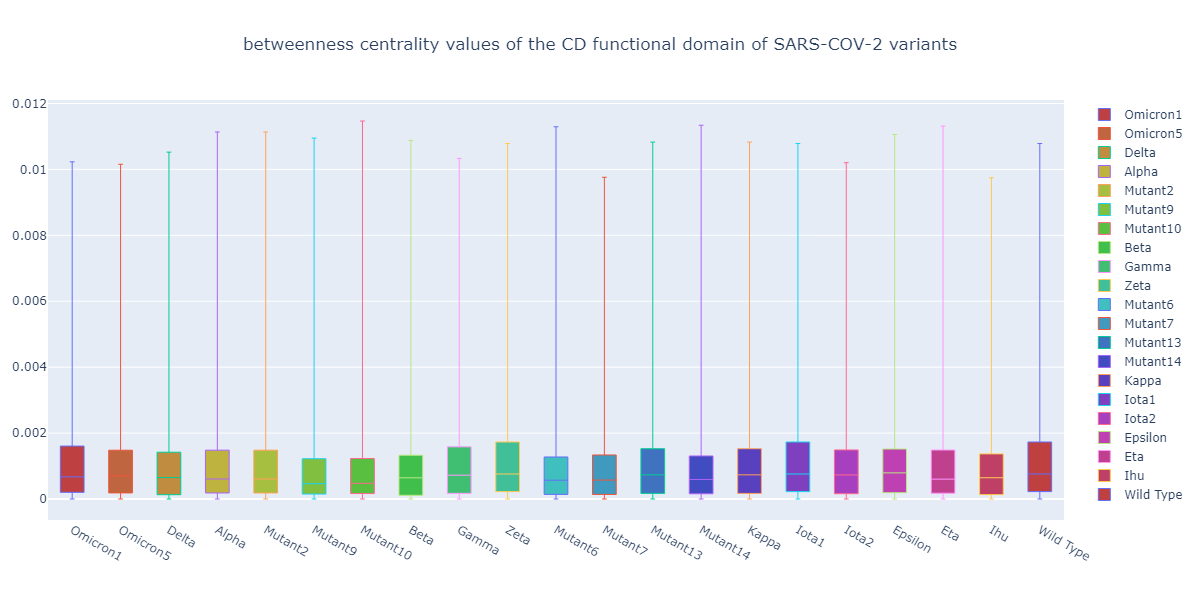 betweenness centrality values of the CD functional domain of SARS-COV-2 variants
0.012
0.01
0.008
0.006
0.004
0.002
0
Omicron1
Omicron5
Delta
Alpha
Mutant2
Mutant9
Mutant10
Beta
Gamma
Zeta
Mutant6
Mutant7
Mutant13
Mutant14
Kappa
Iota1
Iota2
Epsilon
Eta
Ihu
Wild Type
Omicron1
Omicron5
Delta
Alpha
Mutant2
Mutant9
Mutant10
Beta
Gamma
Zeta
Mutant6
Mutant7
Mutant13
Mutant14
Kappa
Iota1
Iota2
Epsilon
Eta
Ihu
Wild Type